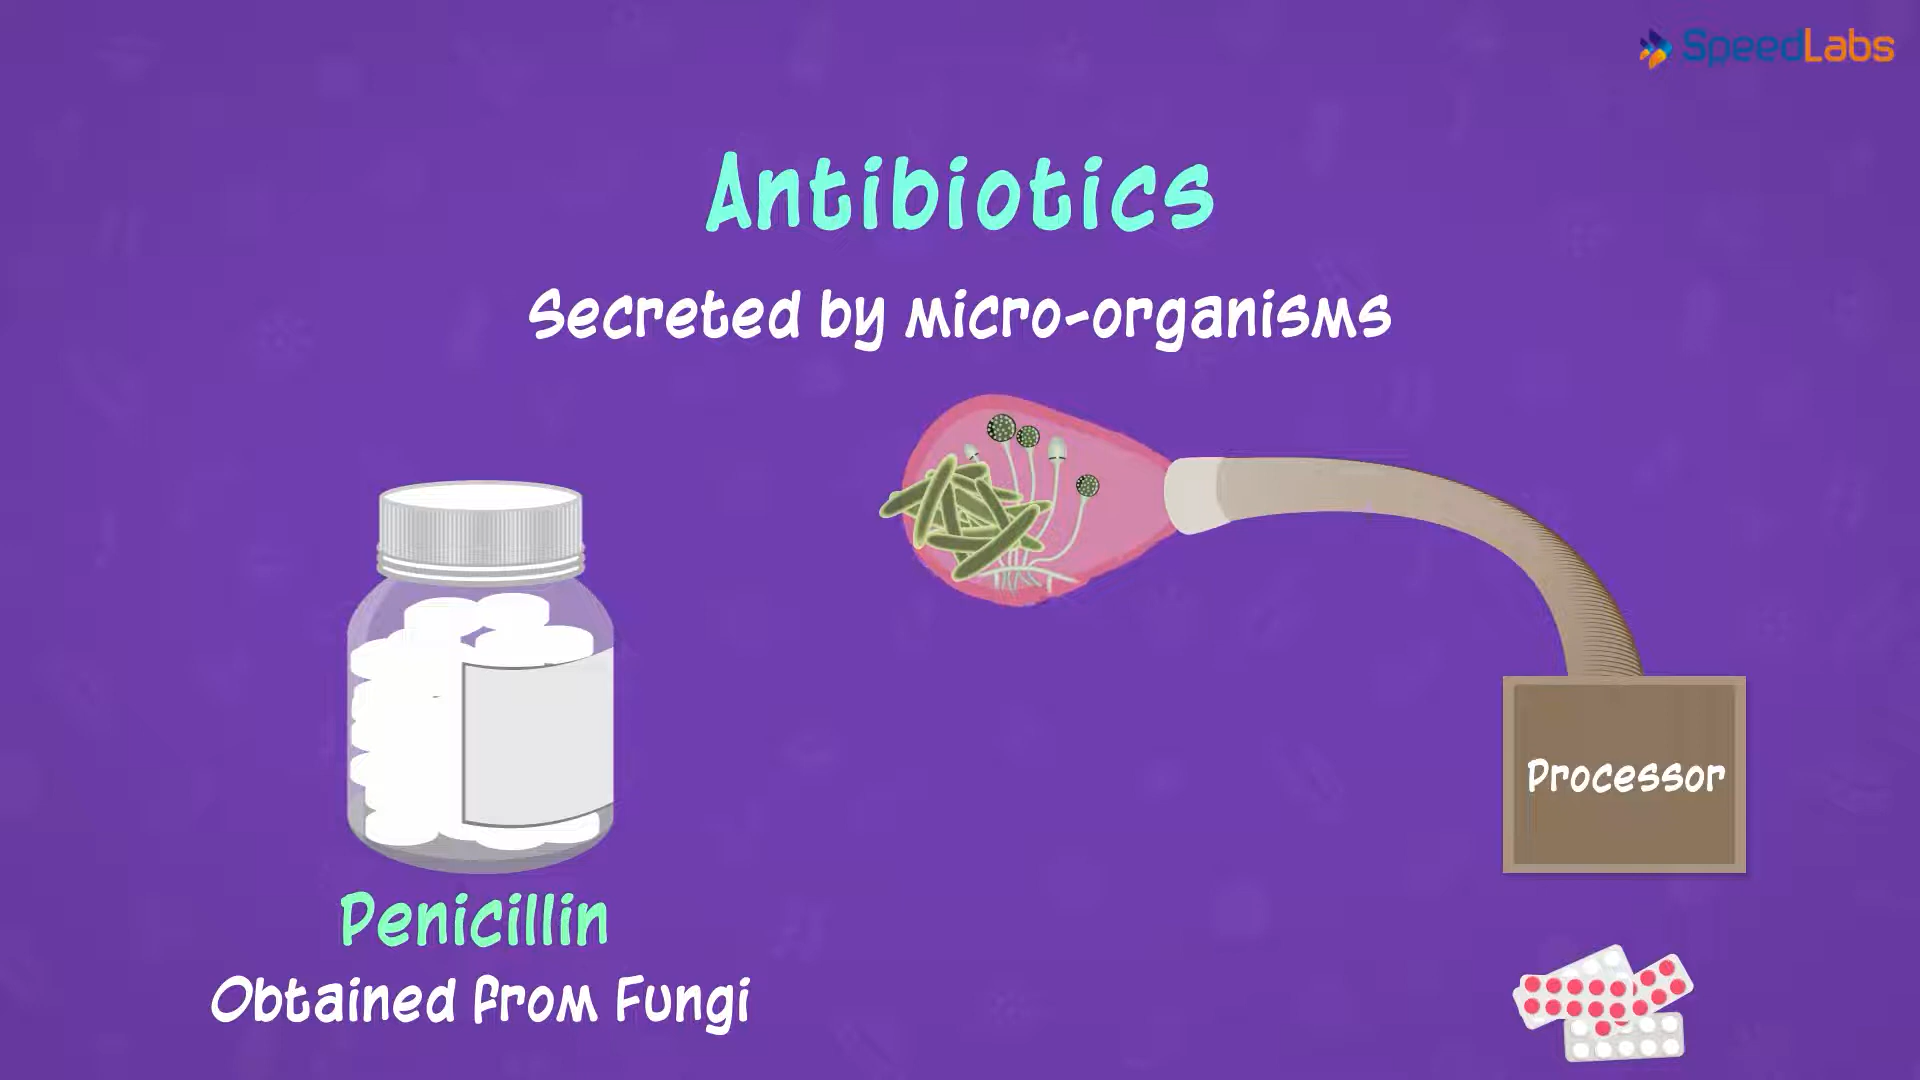 SpeedLabs
Antibiotics
Secreted by micro-organisms
Processor
Penicillin
Obtained from Fungi